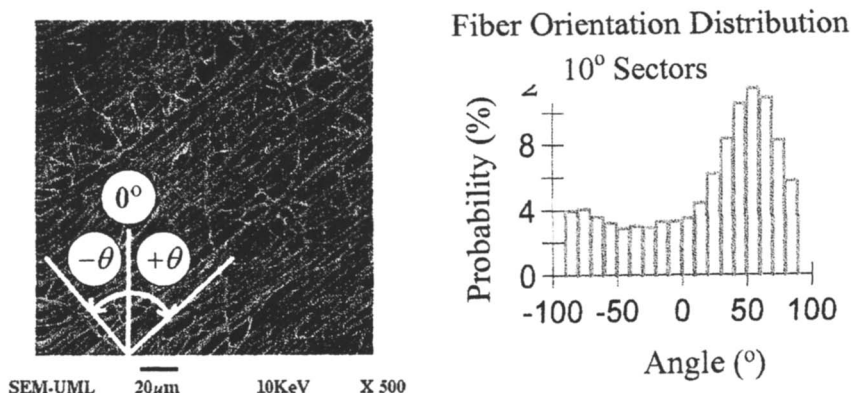 0°
-θ
+θ
SEM-UML 20μm 10KeV X 500
Fiber Orientation Distribution
10° Sectors
Probability (%)
8
4
0
-100 -50 0 50 100
Angle (°)